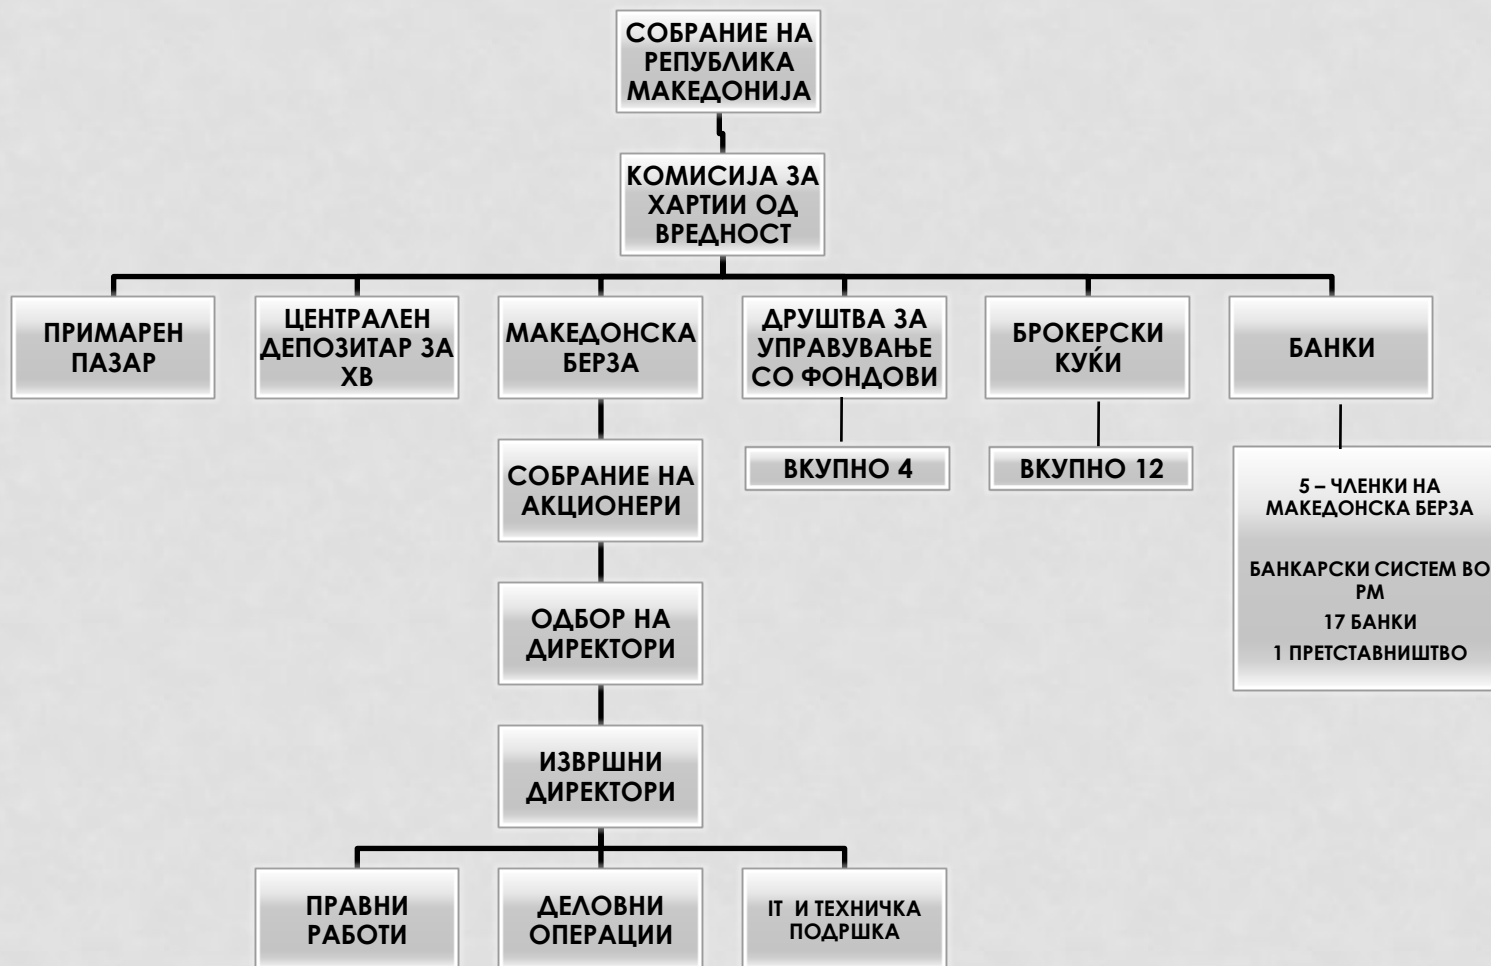 СОБРАНИЕ НА
РЕПУБЛИКА
МАКЕДОНИЈА
КОМИСИЈА ЗА
ХАРТИИ ОД
ВРЕДНОСТ
ПРИМАРЕН
ПАЗАР
ЦЕНТРАЛЕН
ДЕПОЗИТАР ЗА
ХВ
МАКЕДОНСКА
БЕРЗА
ДРУШТВА ЗА
УПРАВУВАЊЕ
СО ФОНДОВИ
БРОКЕРСКИ
КУЌИ
БАНКИ
СОБРАНИЕ НА
АКЦИОНЕРИ
ВКУПНО 4
ВКУПНО 12
5 – ЧЛЕНКИ НА
МАКЕДОНСКА БЕРЗА
БАНКАРСКИ СИСТЕМ ВО
РМ
17 БАНКИ
1 ПРЕТСТАВНИШТВО
ОДБОР НА
ДИРЕКТОРИ
ИЗВРШНИ
ДИРЕКТОРИ
ПРАВНИ
РАБОТИ
ДЕЛОВНИ
ОПЕРАЦИИ
IT И ТЕХНИЧКА
ПОДРШКА